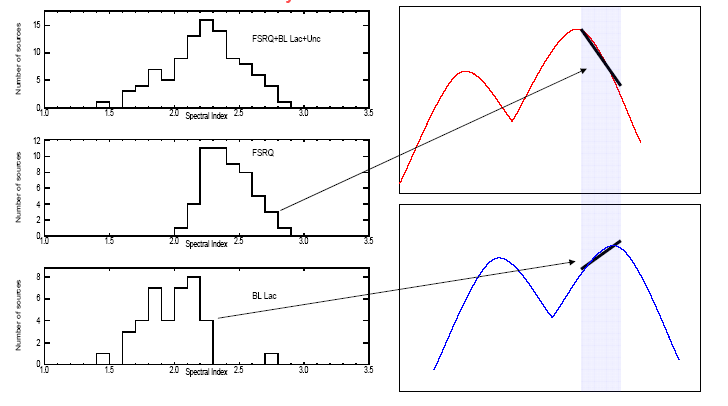 Number of sources
15
10
5
0
FSRQ+BL Lac+Unc
1.0 1.5 2.0 2.5 3.0 3.5
Spectral Index
Number of sources
12
10
8
6
4
2
0
FSRQ
1.0 1.5 2.0 2.5 3.0 3.5
Spectral Index
Number of sources
8
6
4
2
0
BL Lac
1.0 1.5 2.0 2.5 3.0 3.5
Spectral Index